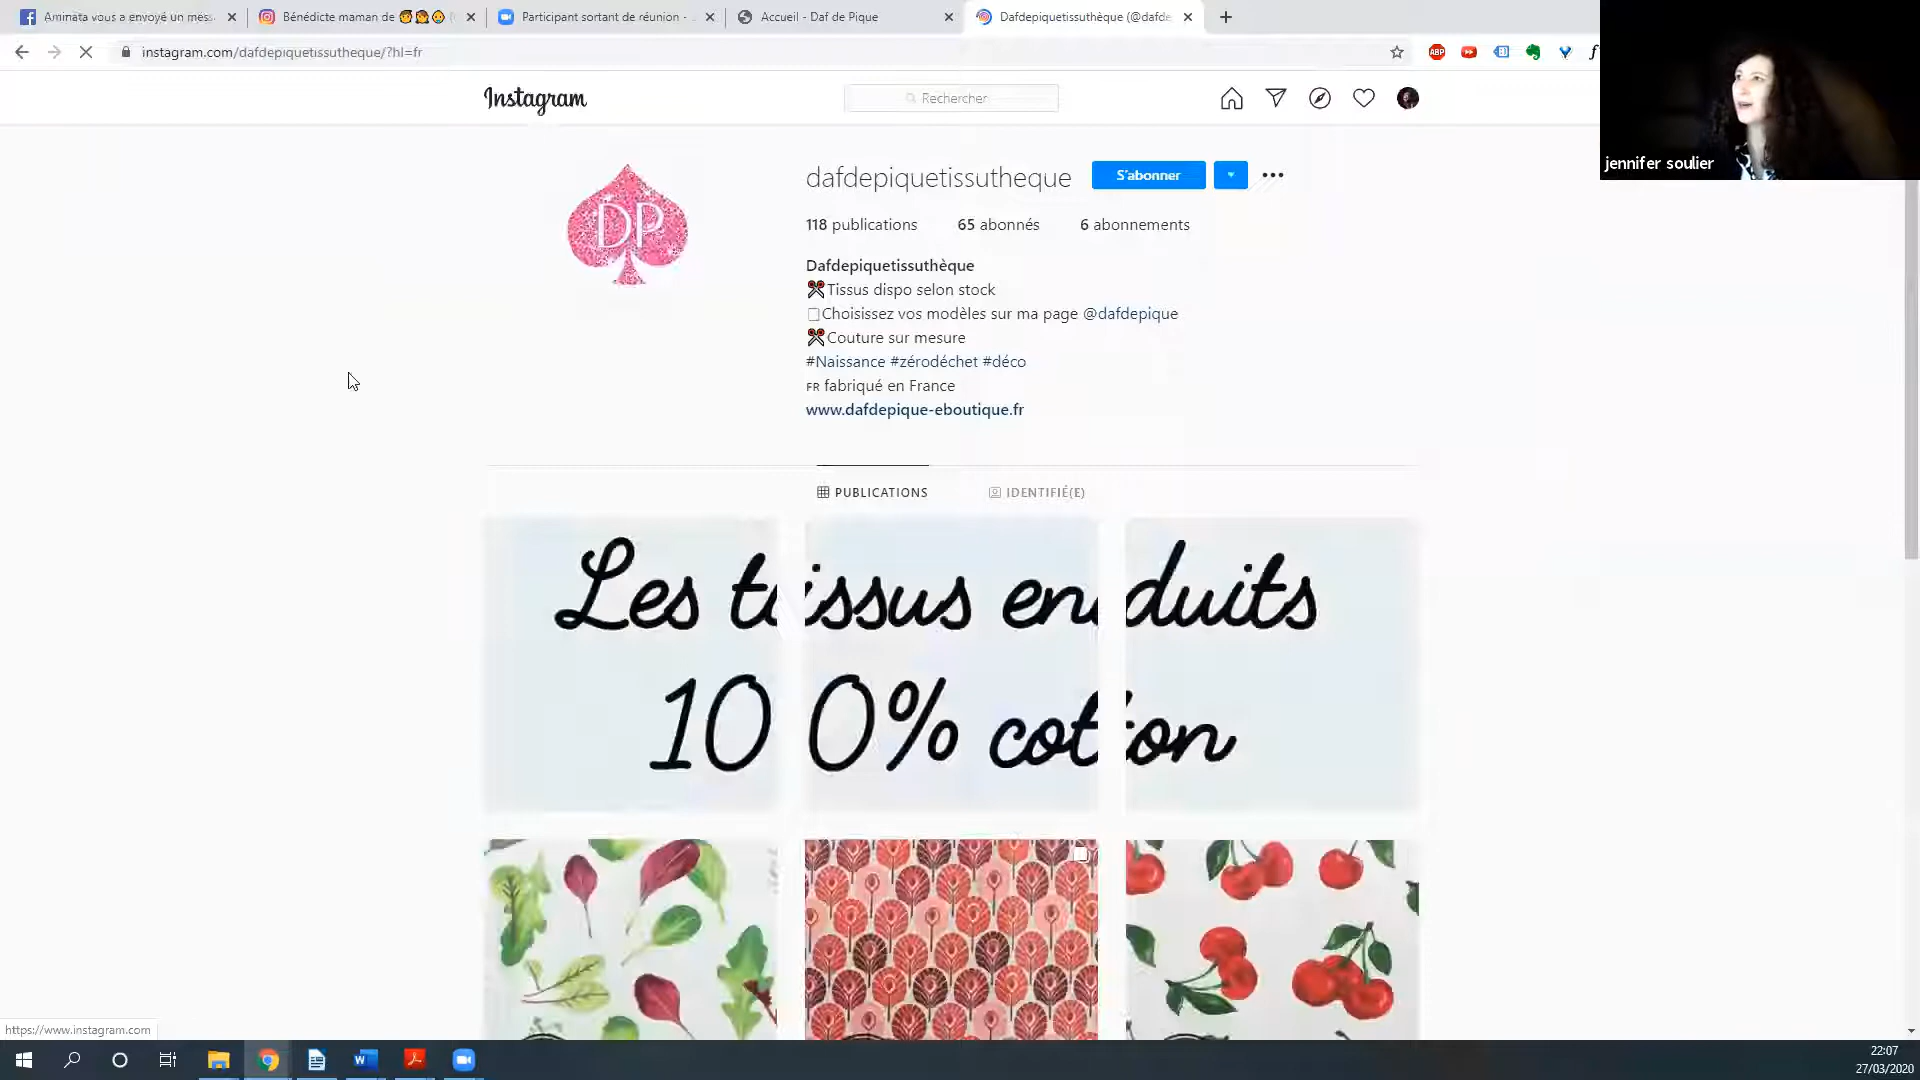 Aminata vous a envoyé un mess
Bénédicte maman de
Participant sortant de réunion -
Accueil - Daf de Pique
Dafdepiquetissuthèque (@dafde
instagram.com/dafdepiquetissutheque/?hl=fr
ABP
f
Instagram
Rechercher
jennifer soulier
DP
dafdepiquetissutheque
S'abonner
118 publications
65 abonnés
6 abonnements
Dafdepiquetissuthèque
Tissus dispo selon stock
Choisissez vos modèles sur ma page @dafdepique
Couture sur mesure
#Naissance #zérodéchet #déco
FR fabriqué en France
www.dafdepique-eboutique.fr
PUBLICATIONS
IDENTIFIÉ(E)
Les tissus enduits
100% coton
https://www.instagram.com
22:07
27/03/2020